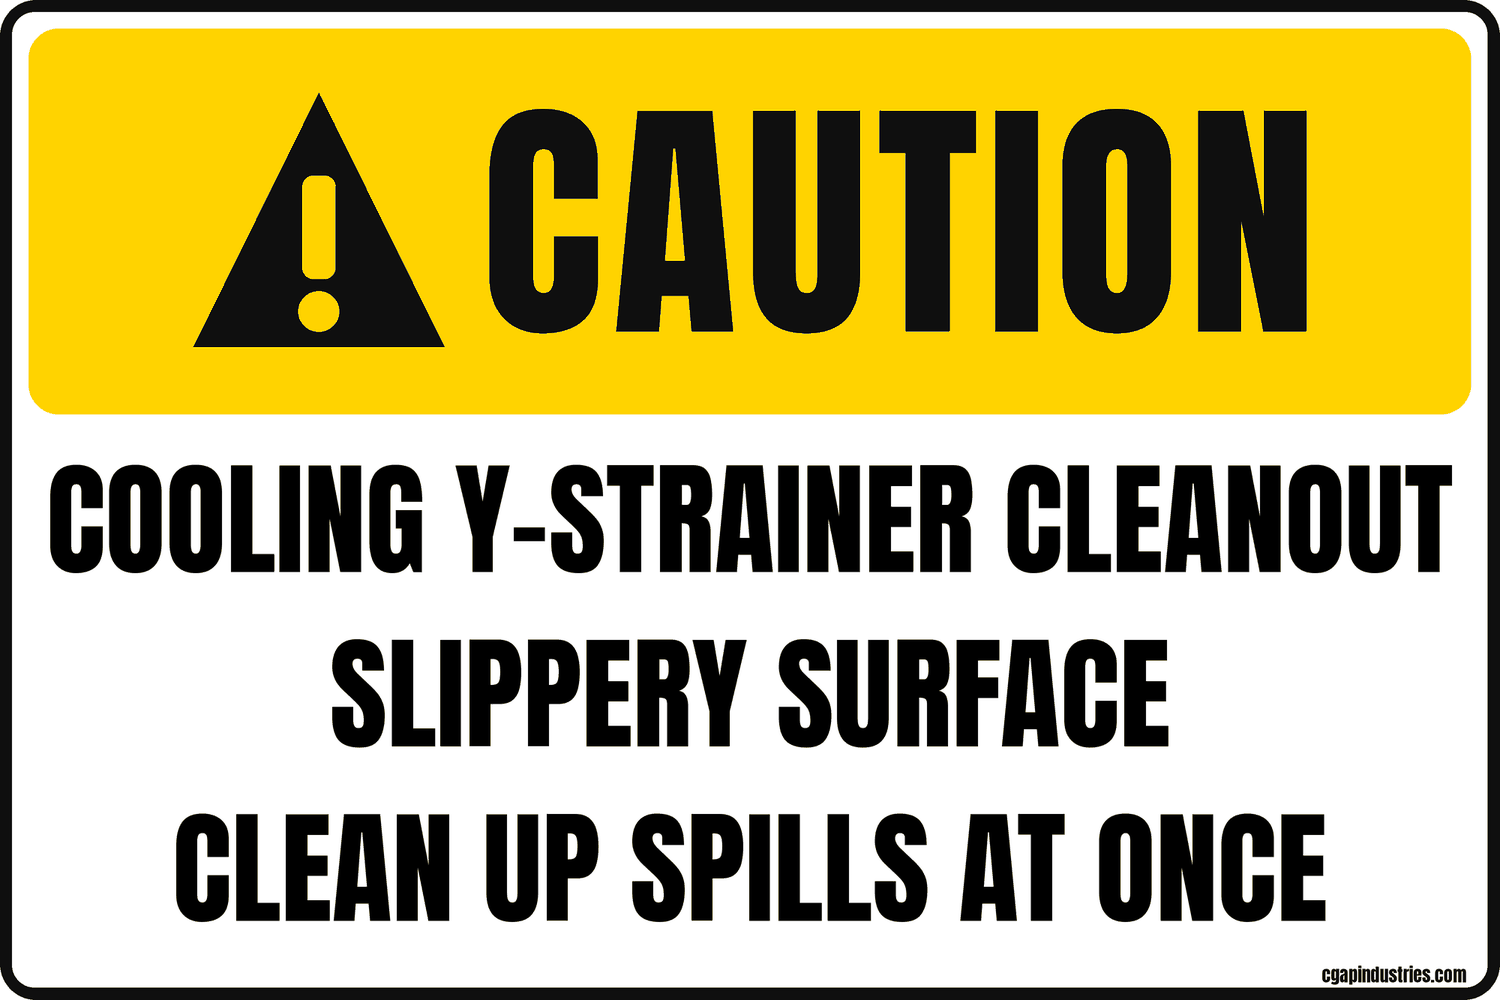 CAUTION
COOLING Y-STRAINER CLEANOUT
SLIPPERY SURFACE
CLEAN UP SPILLS AT ONCE
cgapindustries.com